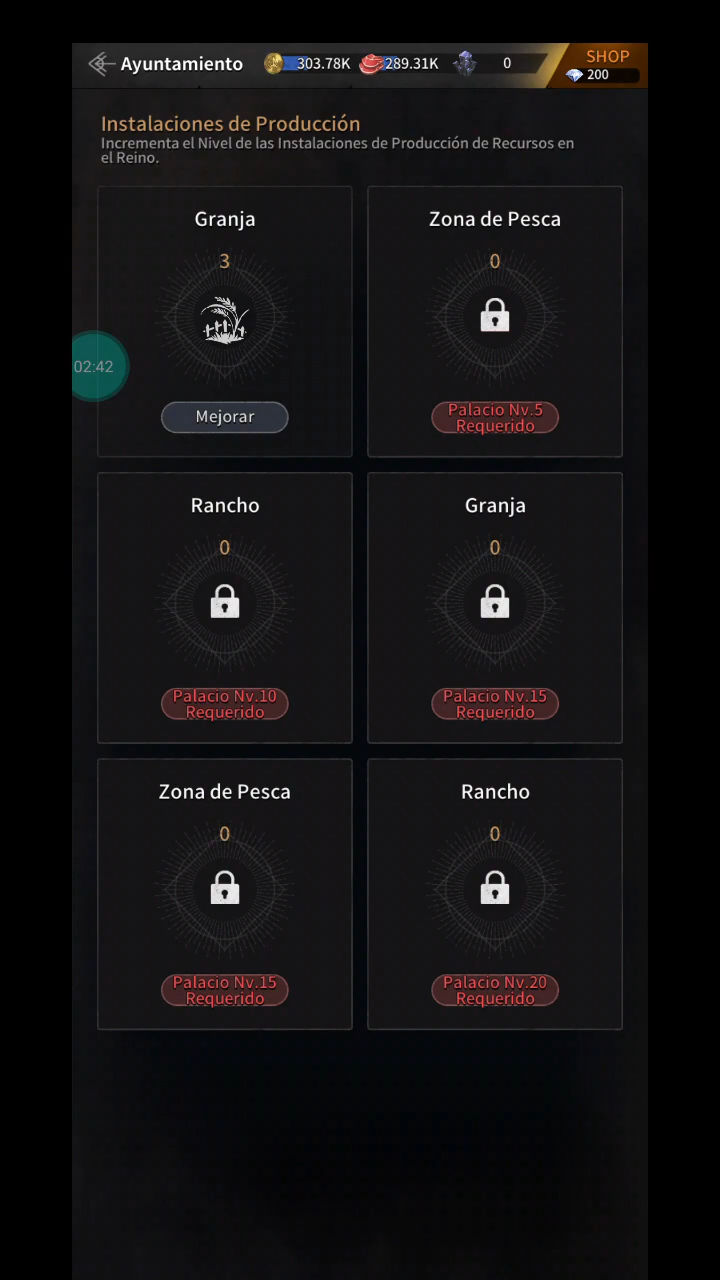 Ayuntamiento
303.78K
289.31K
0
SHOP
200
Instalaciones de Producción
Incrementa el Nivel de las Instalaciones de Producción de Recursos en
el Reino.
Granja
3
Mejorar
Zona de Pesca
0
Palacio Nv.5
Requerido
02:42
Rancho
0
Palacio Nv.10
Requerido
Granja
0
Palacio Nv.15
Requerido
Zona de Pesca
0
Palacio Nv.15
Requerido
Rancho
0
Palacio Nv.20
Requerido